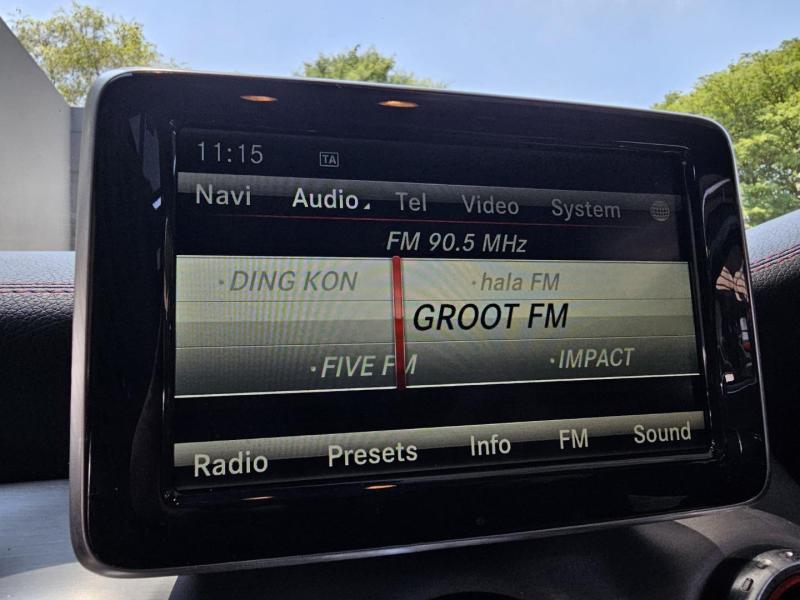 11:15 TA
Navi Audio Tel Video System
FM 90.5 MHz
DING KON hala FM
GROOT FM
FIVE FM IMPACT
Radio Presets Info FM Sound